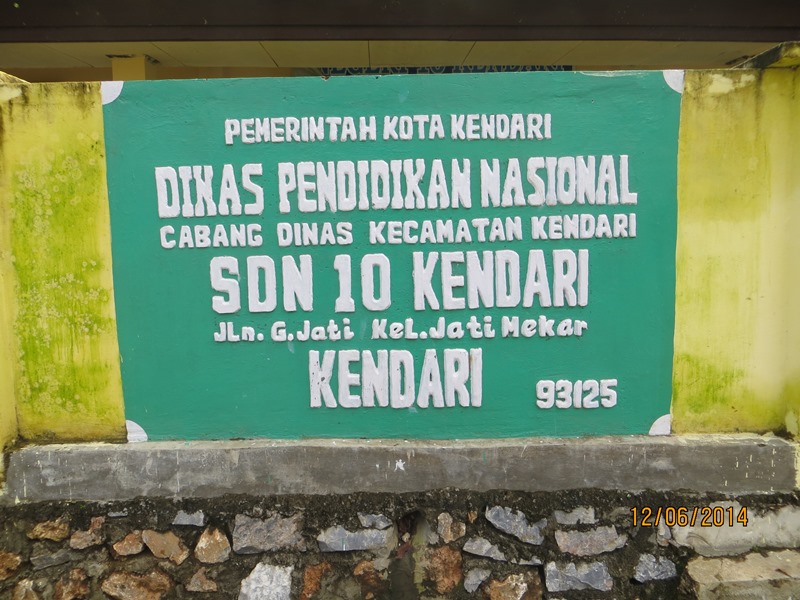 PEMERINTAH KOTA KENDARI
DINAS PENDIDIKAN NASIONAL
CABANG DINAS KECAMATAN KENDARI
SDN 10 KENDARI
JLn. G.Jati KeL.Jati Mekar
KENDARI 93125
12/06/2014